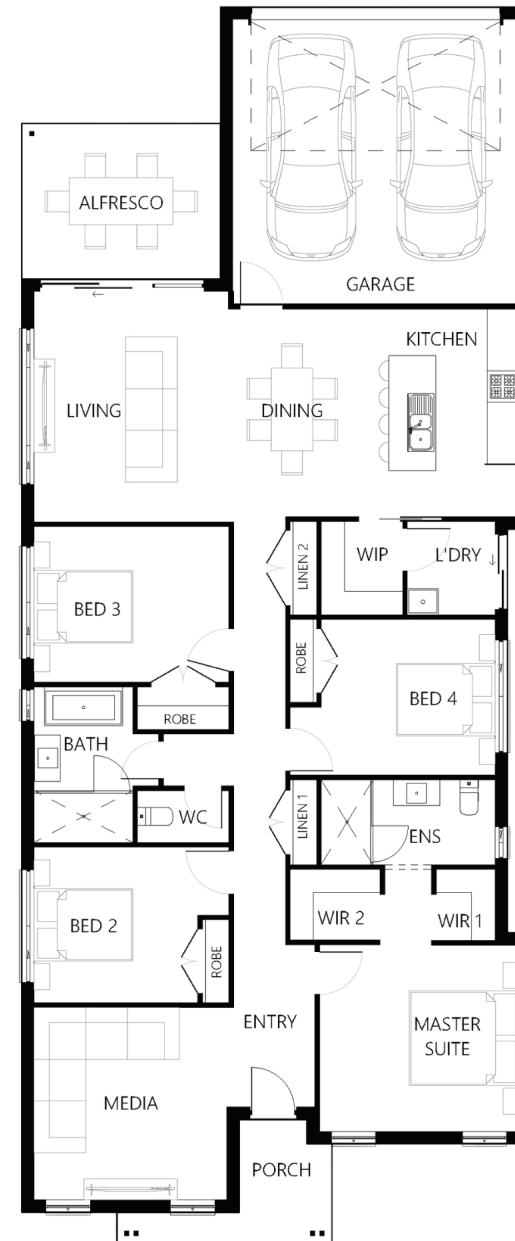 ALFRESCO
GARAGE
KITCHEN
LIVING
DINING
LINEN 2
WIP
L'DRY
BED 3
ROBE
BED 4
ROBE
BATH
WC
LINEN 1
ENS
WIR 2
WIR 1
BED 2
ROBE
ENTRY
MASTER
SUITE
MEDIA
PORCH